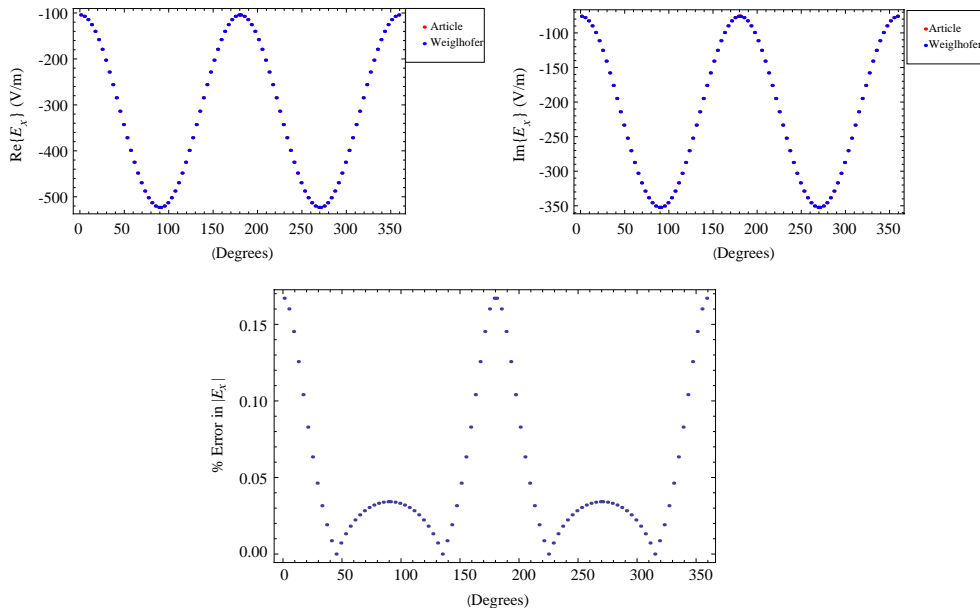 Article
Weiglhofer
Re{E_x} (V/m)
-100
-200
-300
-400
-500
0 50 100 150 200 250 300 350
(Degrees)
Article
Weiglhofer
Im{E_x} (V/m)
-100
-150
-200
-250
-300
-350
0 50 100 150 200 250 300 350
(Degrees)
% Error in |E_x|
0.15
0.10
0.05
0.00
0 50 100 150 200 250 300 350
(Degrees)